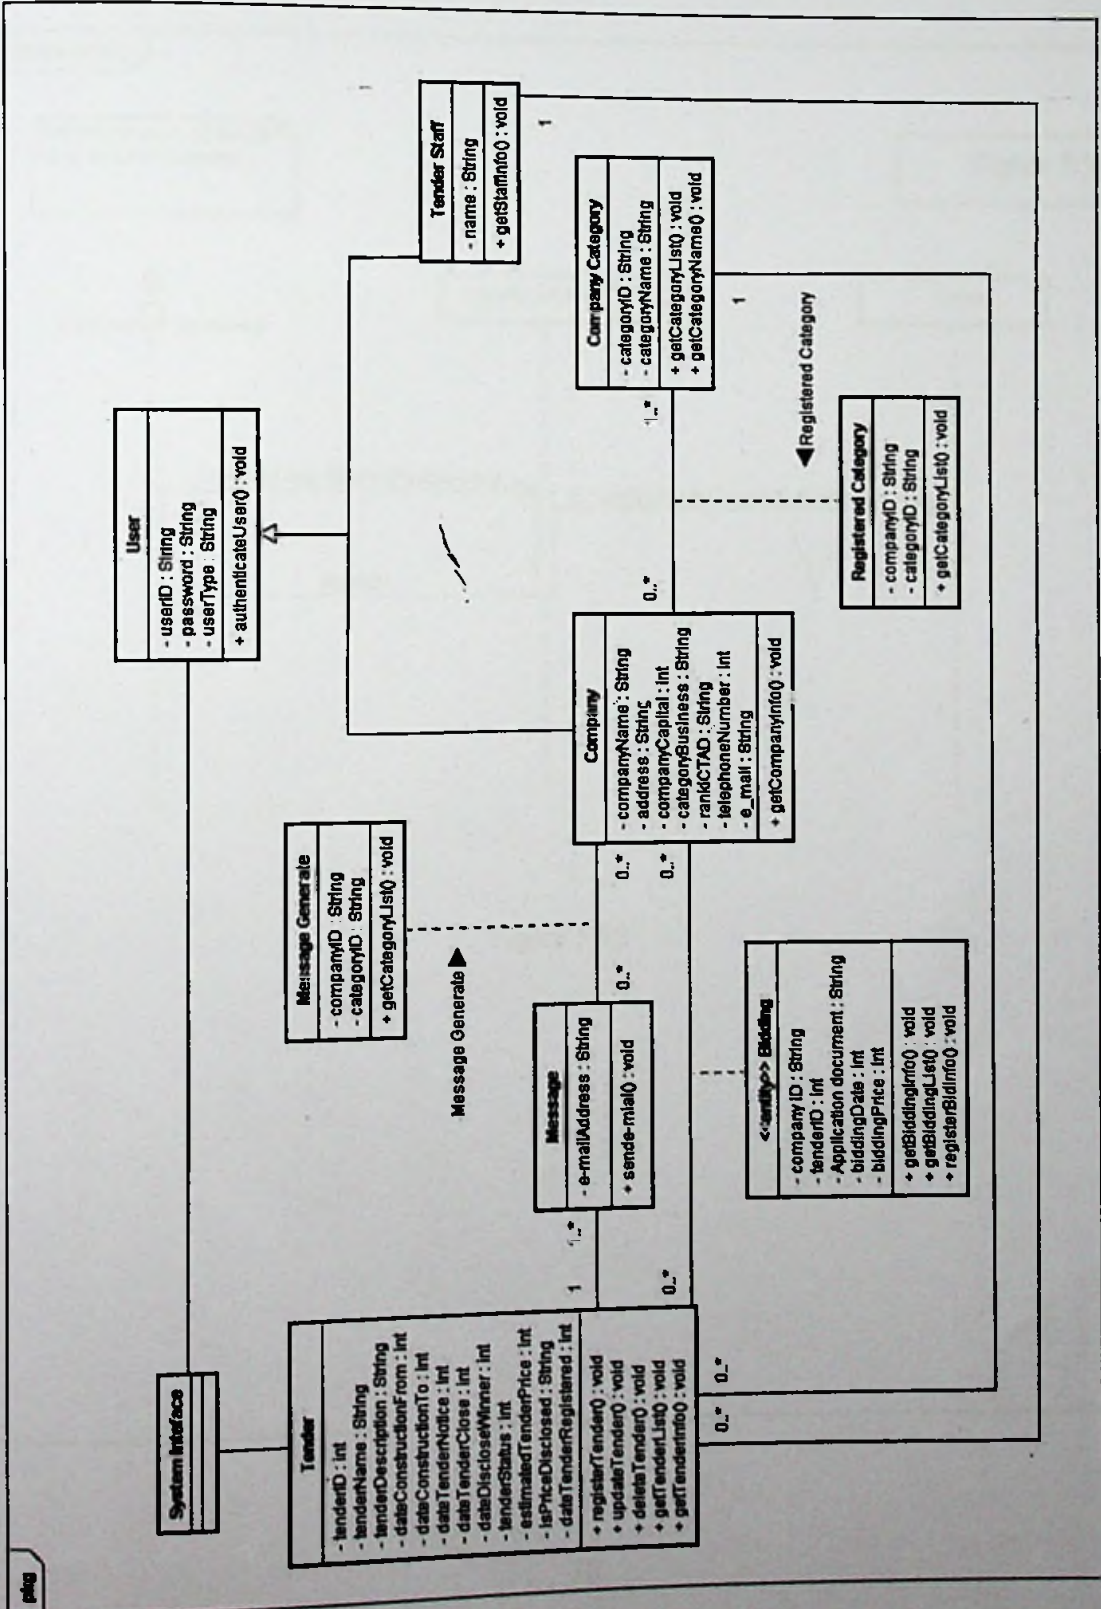 pkg
System Inteface
User
- userID : String
- password : String
- userType : String
+ authenticateUser() : void
Tender
- tenderID : int
- tenderName : String
- tenderDescription : String
- dateConstructionFrom : int
- dateConstructionTo : int
- dateTenderNotice : int
- dateTenderClose : int
- dateDiscloseWinner : int
- tenderStatus : int
- estimatedTenderPrice : int
- isPriceDisclosed : String
- dateTenderRegistered : int
+ registerTender() : void
+ updateTender() : void
+ deleteTender() : void
+ getTenderList() : void
+ getTenderInfo() : void
Message Generate
- companyID : String
- categoryID : String
+ getCategoryList() : void
Message Generate ▶
Tender Staff
- name : String
+ getStaffInfo() : void
1
Message
- e-mailAddress : String
+ sende-mial() : void
1
1..*
0..*
0..*
Company
- companyName : String
- address : String
- companyCapital : int
- categoryBusiness : String
- rankICTAD : String
- telephoneNumber : int
- e_mail : String
+ getCompanyInfo() : void
0..*
1..*
Company Category
- categoryID : String
- categoryName : String
+ getCategoryList() : void
+ getCategoryName() : void
1
0..*
0..*
<<entity>> Bidding
- company ID : String
- tenderID : int
- Application document : String
- biddingDate : int
- biddingPrice : int
+ getBiddingInfo() : void
+ getBiddingList() : void
+ registerBidInfo() : void
◀ Registered Category
Registered Category
- companyID : String
- categoryID : String
+ getCategoryList() : void
0..*
0..*